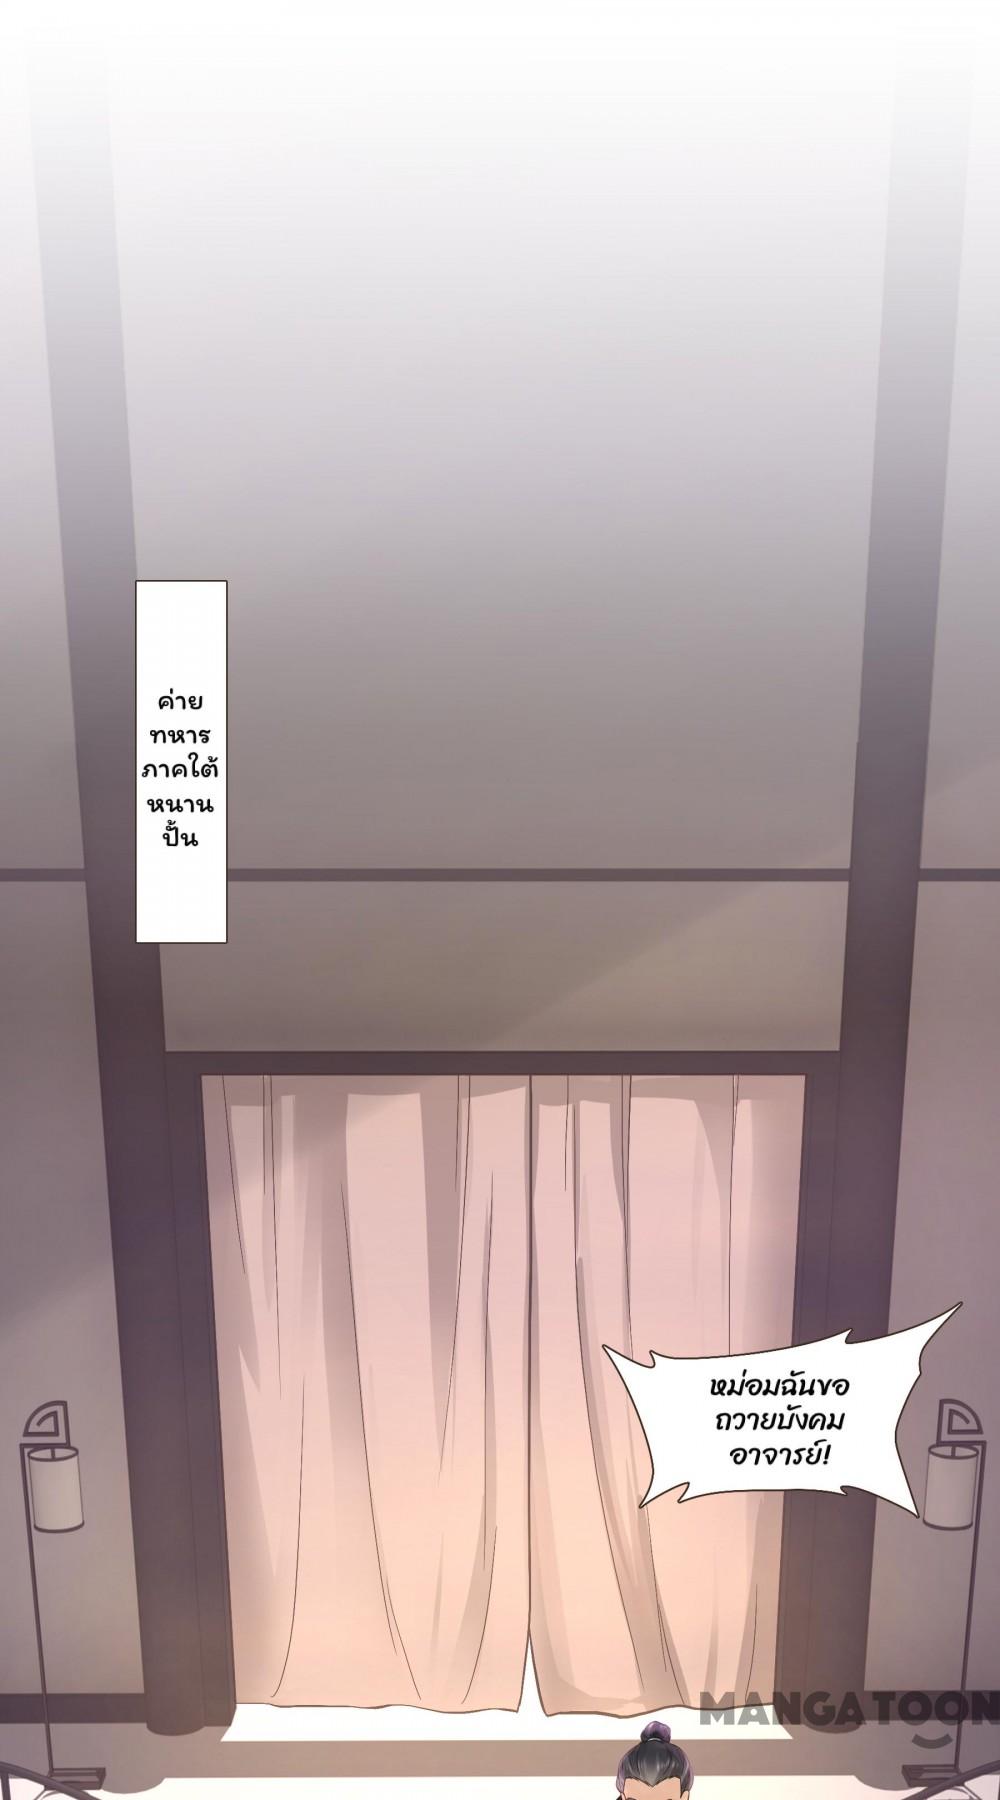 ค่าย
ทหาร
ภาคใต้
หนาน
ปั้น
หม่อมฉันขอ
ถวายบังคม
อาจารย์!
MANGATOON